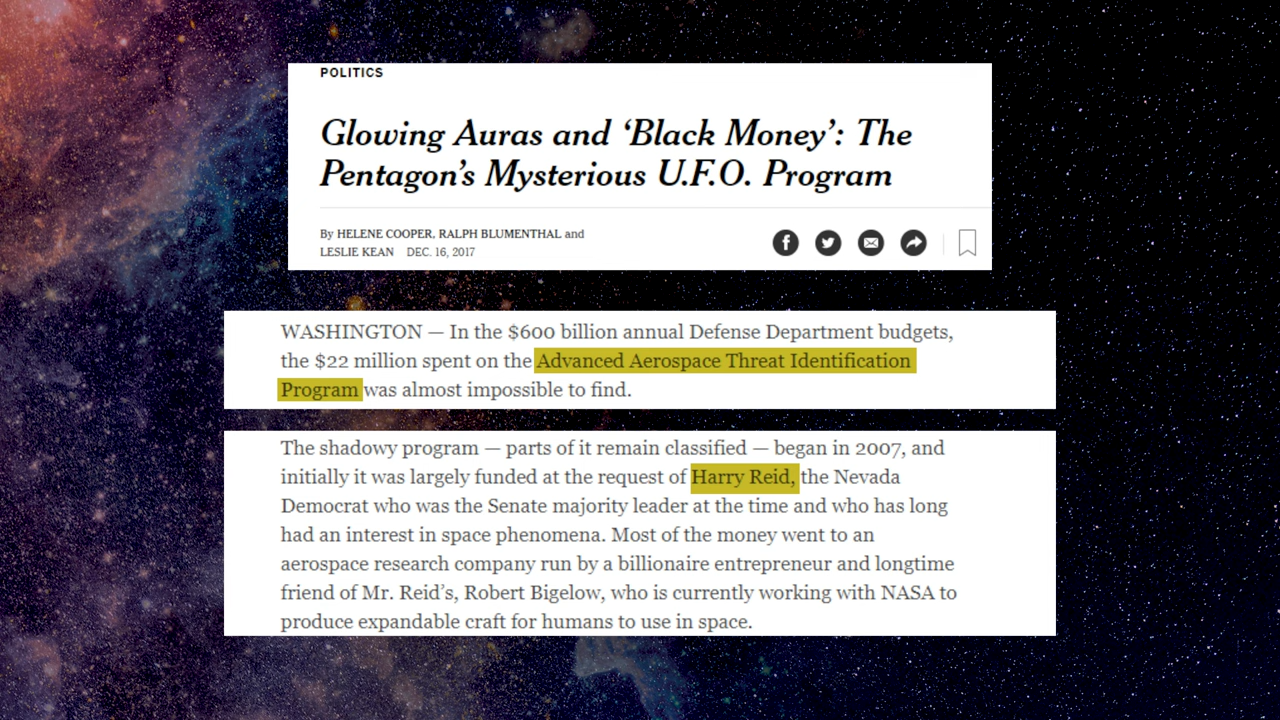 POLITICS
Glowing Auras and ‘Black Money’: The
Pentagon’s Mysterious U.F.O. Program
By HELENE COOPER, RALPH BLUMENTHAL and
LESLIE KEAN DEC. 16, 2017
WASHINGTON — In the $600 billion annual Defense Department budgets,
the $22 million spent on the Advanced Aerospace Threat Identification
Program was almost impossible to find.
The shadowy program — parts of it remain classified — began in 2007, and
initially it was largely funded at the request of Harry Reid, the Nevada
Democrat who was the Senate majority leader at the time and who has long
had an interest in space phenomena. Most of the money went to an
aerospace research company run by a billionaire entrepreneur and longtime
friend of Mr. Reid’s, Robert Bigelow, who is currently working with NASA to
produce expandable craft for humans to use in space.